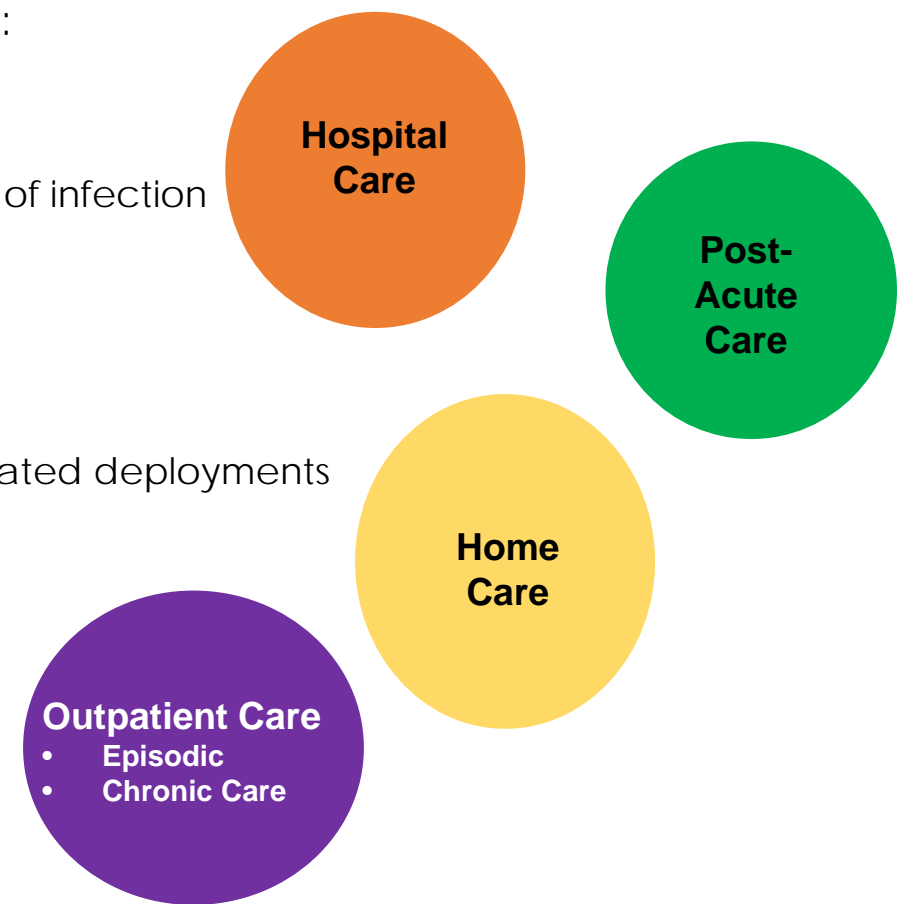 :
Hospital
Care
of infection
Post-
Acute
Care
ated deployments
Home
Care
Outpatient Care
• Episodic
• Chronic Care